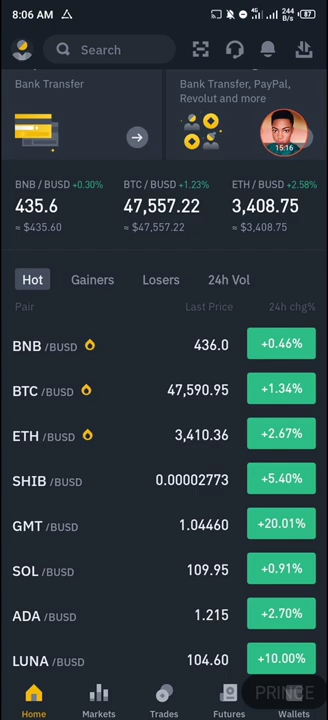 8:06 AM
4G
244
B/s
87
Search
Bank Transfer
Bank Transfer, PayPal,
Revolut and more
15:16
BNB / BUSD +0.30% BTC / BUSD +1.23% ETH / BUSD +2.58%
435.6 47,557.22 3,408.75
≈ $435.60 ≈ $47,557.22 ≈ $3,408.75
Hot Gainers Losers 24h Vol
Pair Last Price 24h chg%
BNB /BUSD 436.0 +0.46%
BTC /BUSD 47,590.95 +1.34%
ETH /BUSD 3,410.36 +2.67%
SHIB /BUSD 0.00002773 +5.40%
GMT /BUSD 1.04460 +20.01%
SOL /BUSD 109.95 +0.91%
ADA /BUSD 1.215 +2.70%
LUNA /BUSD 104.60 +10.00%
PRINCE
Home Markets Trades Futures Wallets